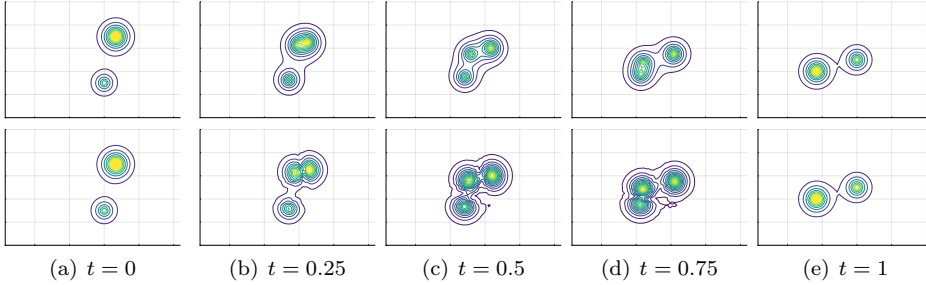 (a) t = 0 (b) t = 0.25 (c) t = 0.5 (d) t = 0.75 (e) t = 1